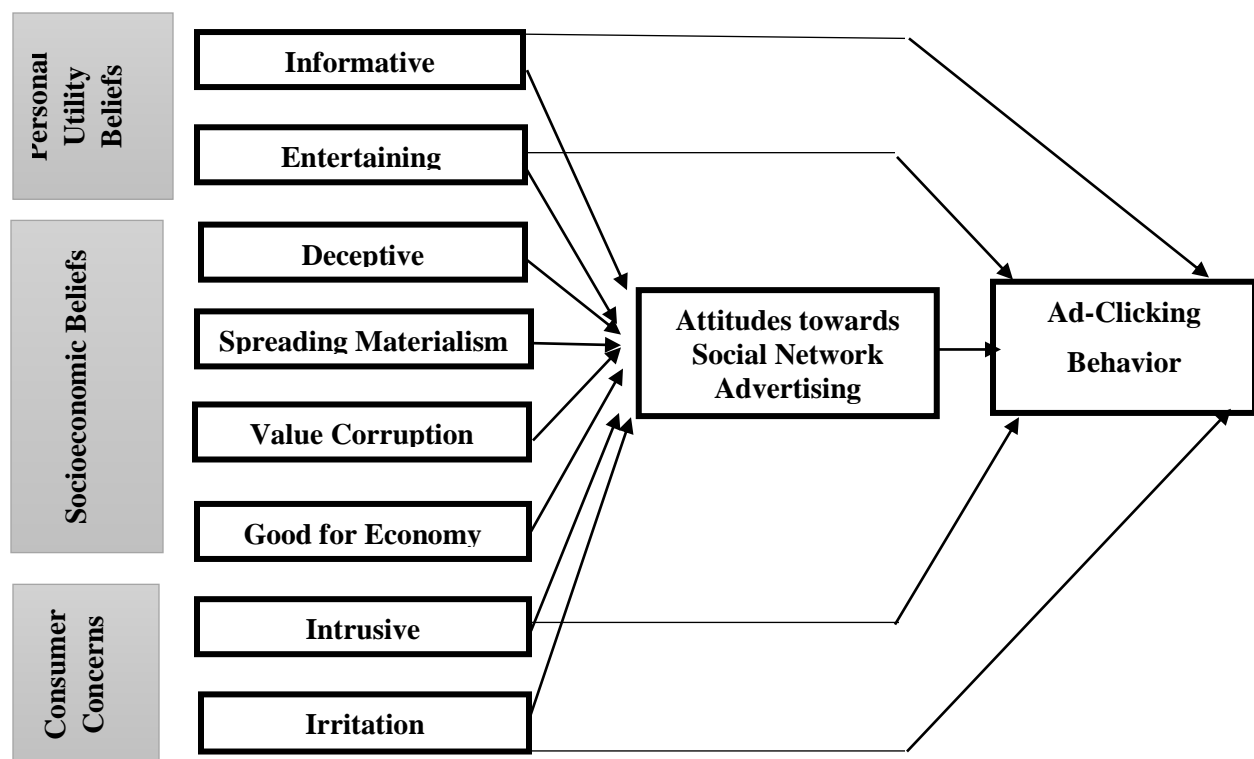 Personal
Utility
Beliefs
Informative
Entertaining
Socioeconomic Beliefs
Deceptive
Spreading Materialism
Value Corruption
Good for Economy
Consumer
Concerns
Intrusive
Irritation
Attitudes towards
Social Network
Advertising
Ad-Clicking
Behavior